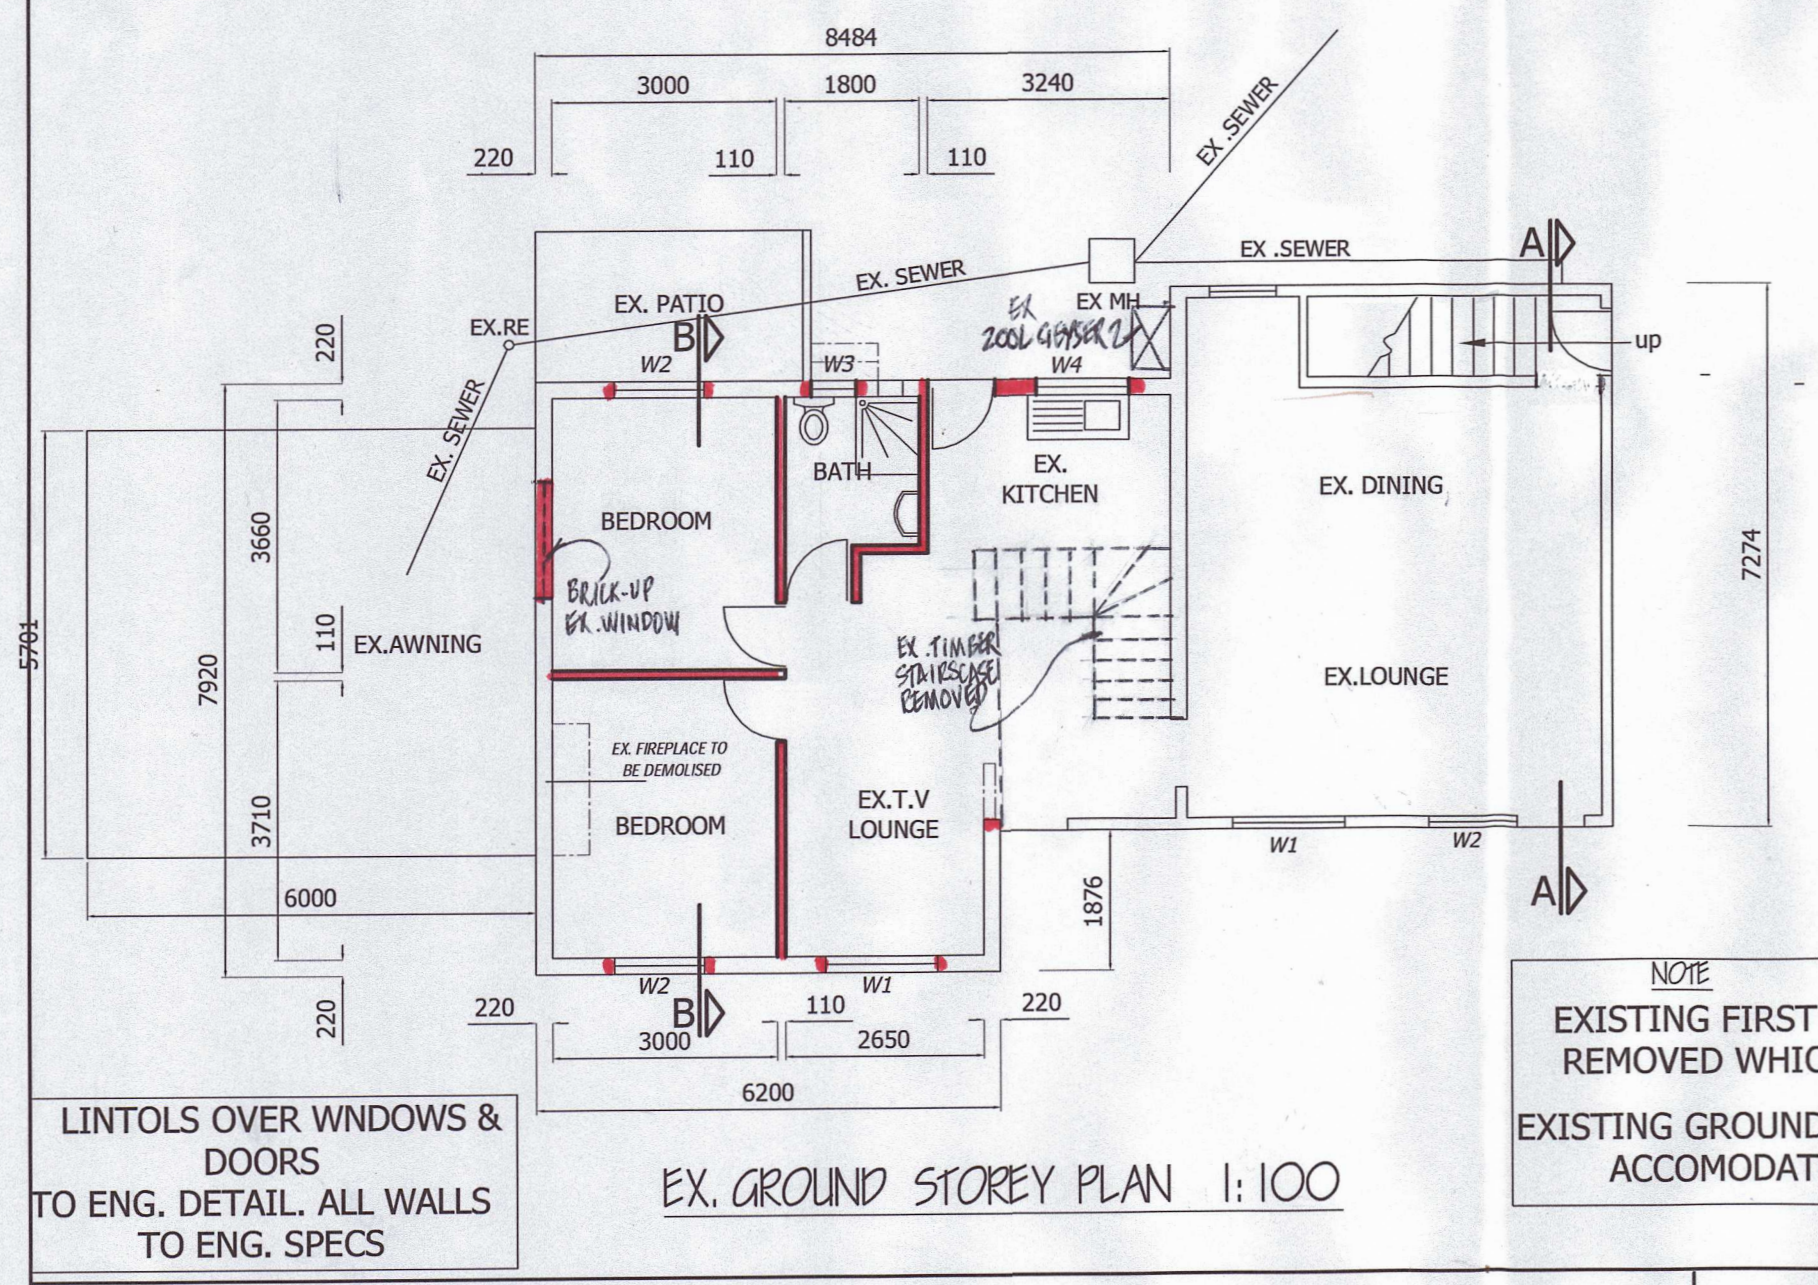 8484
3000
1800
3240
220
110
110
EX .SEWER
A
EX .SEWER
EX. SEWER
EX. PATIO
EX MH
EX
200L GEYSER 2
EX.RE
B
220
W2
W3
W4
up
EX. SEWER
BATH
EX.
KITCHEN
EX. DINING
BEDROOM
3660
7274
BRICK-UP
EX.WINDOW
110
EX.AWNING
5701
7920
EX .TIMBER
STAIRSCASE
REMOVED
EX.LOUNGE
EX. FIREPLACE TO
BE DEMOLISED
3710
BEDROOM
EX.T.V
LOUNGE
W1
W2
6000
1876
A
W2
W1
B
220
220
110
220
3000
2650
6200
NOTE
EXISTING FIRST
REMOVED WHIC
EXISTING GROUND
ACCOMODAT
LINTOLS OVER WNDOWS &
DOORS
TO ENG. DETAIL. ALL WALLS
TO ENG. SPECS
EX. GROUND STOREY PLAN 1:100